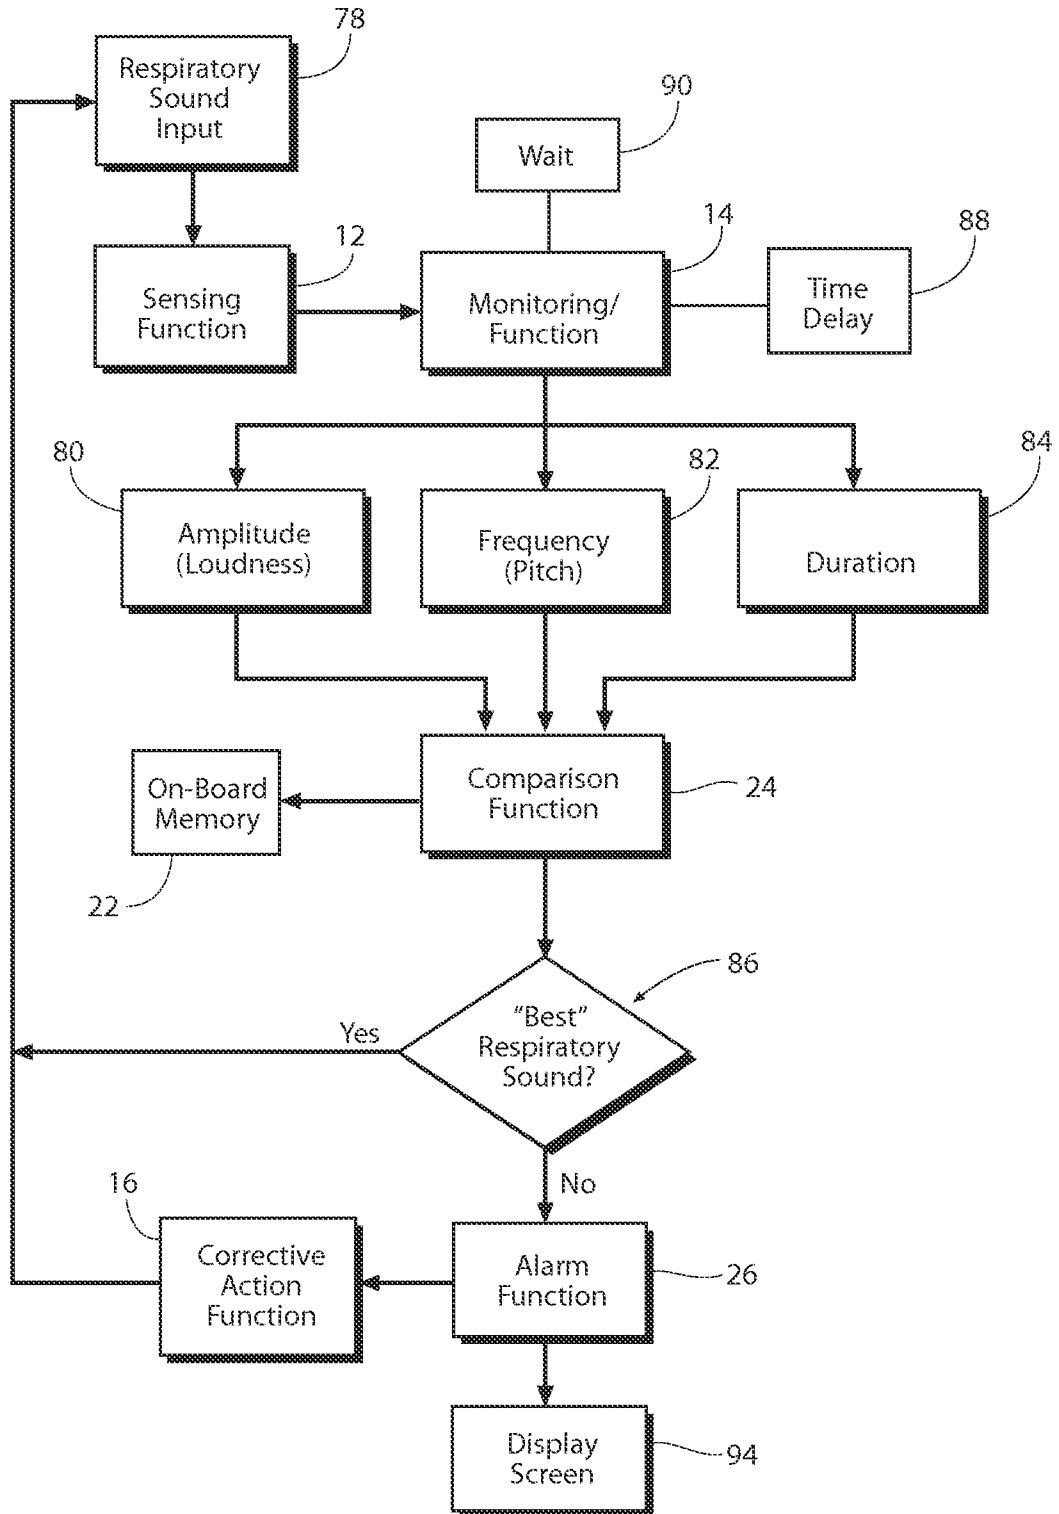 78
Respiratory
Sound
Input
90
Wait
12
14
88
Sensing
Function
Monitoring/
Function
Time
Delay
80
82
84
Amplitude
(Loudness)
Frequency
(Pitch)
Duration
On-Board
Memory
Comparison
Function
24
22
86
"Best"
Respiratory
Sound?
Yes
No
16
Corrective
Action
Function
Alarm
Function
26
Display
Screen
94